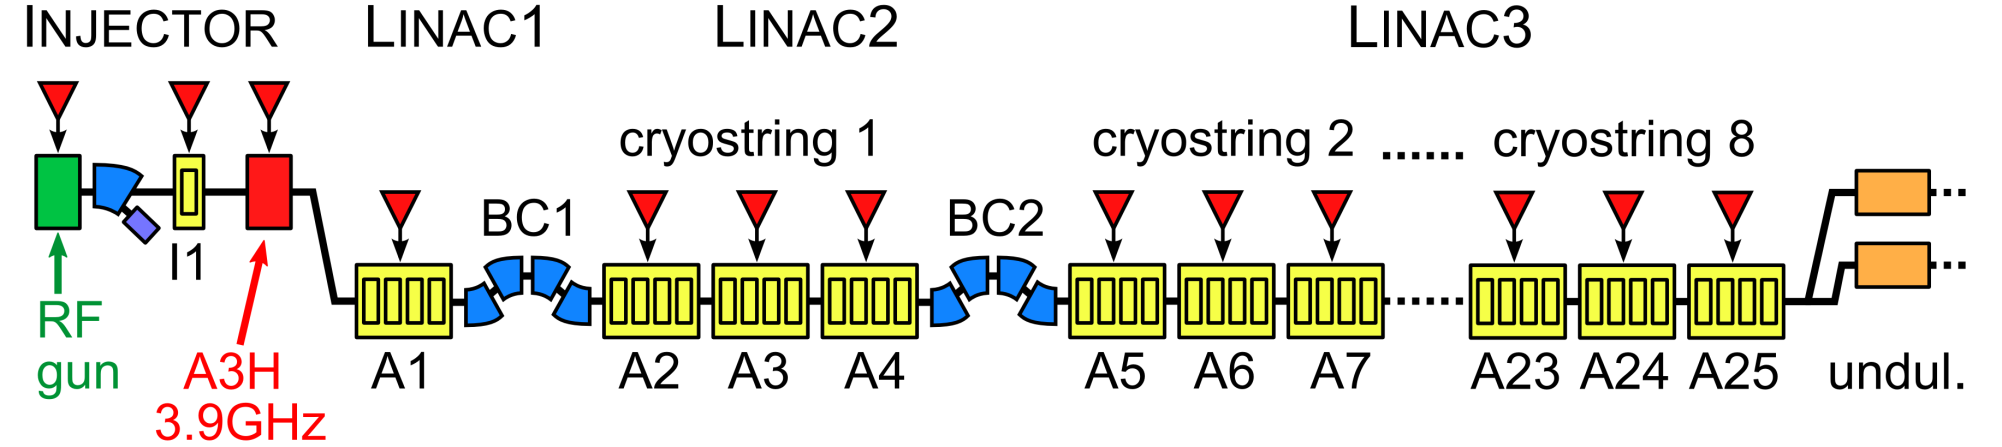 INJECTOR LINAC1 LINAC2 LINAC3
cryostring 1 cryostring 2 ...... cryostring 8
BC1 BC2
I1
RF
gun
A3H
3.9GHz
A1 A2 A3 A4 A5 A6 A7 A23 A24 A25 undul.